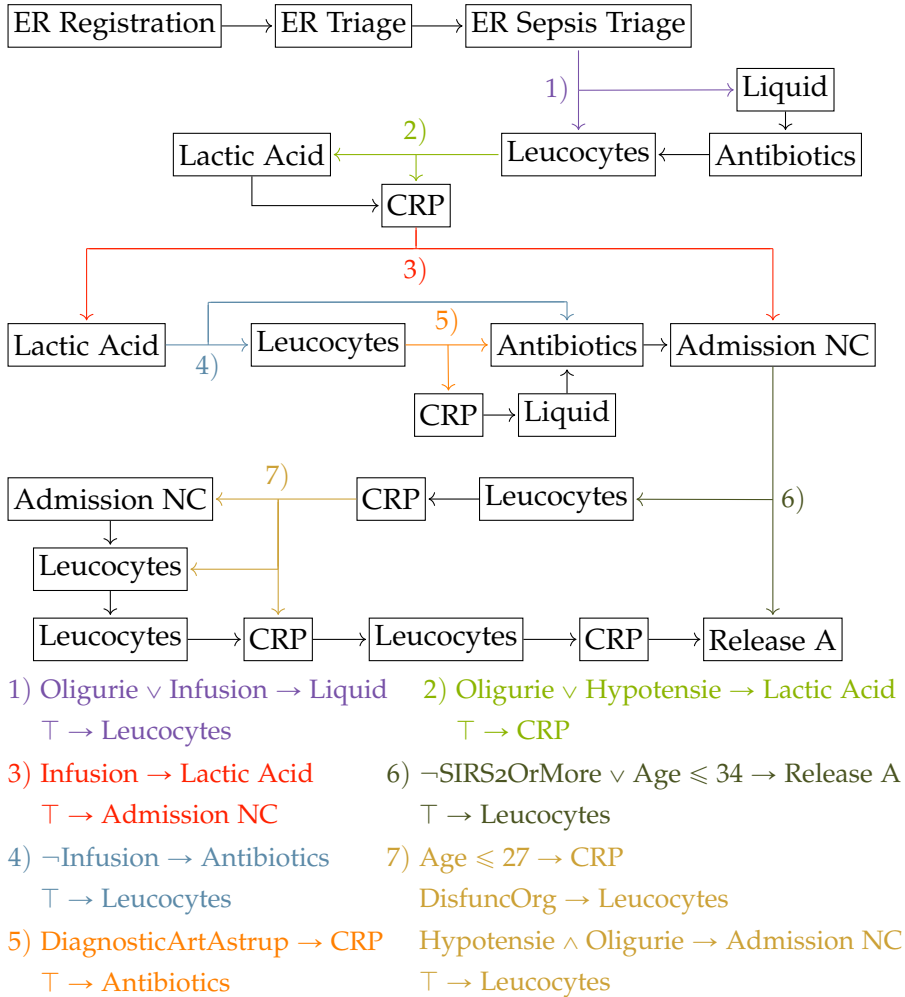 ER Registration ER Triage ER Sepsis Triage
1) Liquid
2) Lactic Acid Leucocytes Antibiotics
CRP
3)
Lactic Acid 4) Leucocytes 5) Antibiotics Admission NC
CRP Liquid
Admission NC 7) CRP Leucocytes 6)
Leucocytes
Leucocytes CRP Leucocytes CRP Release A
1) Oligurie ∨ Infusion → Liquid
⊤ → Leucocytes
2) Oligurie ∨ Hypotensie → Lactic Acid
⊤ → CRP
3) Infusion → Lactic Acid
⊤ → Admission NC
6) ¬SIRS2OrMore ∨ Age ⩽ 34 → Release A
⊤ → Leucocytes
4) ¬Infusion → Antibiotics
⊤ → Leucocytes
7) Age ⩽ 27 → CRP
DisfuncOrg → Leucocytes
Hypotensie ∧ Oligurie → Admission NC
⊤ → Leucocytes
5) DiagnosticArtAstrup → CRP
⊤ → Antibiotics